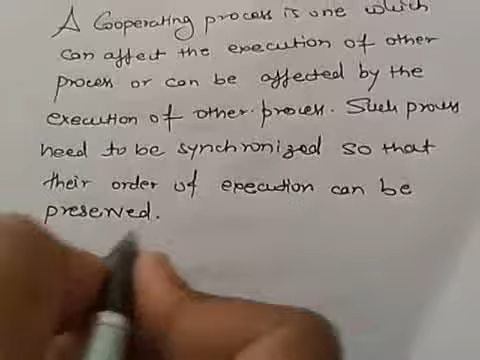 A Cooperating process is one which
can affect the execution of other
process or can be affected by the
execution of other process. Such process
need to be synchronized so that
their order of execution can be
preserved.